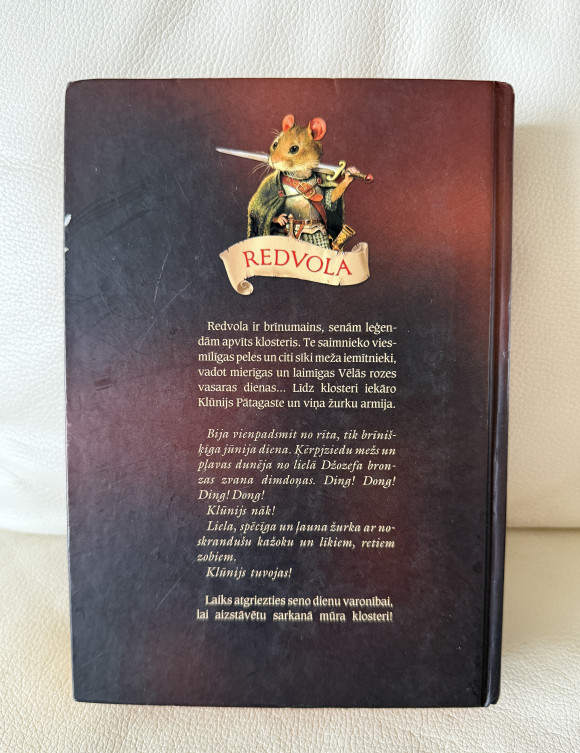 REDVOLA
Redvola ir brīnumains, senām leģen-
dām apvīts klosteris. Te saimnieko vies-
mīlīgas peles un citi sīki meža iemītnieki,
vadot mierīgas un laimīgas Vēlās rozes
vasaras dienas... Līdz klosteri iekāro
Klūnijs Pātagaste un viņa žurku armija.
Bija vienpadsmit no rīta, tik brīniš-
ķīga jūnija diena. Ķērpjziedu mežs un
pļavas dunēja no lielā Džozefa bron-
zas zvana dimdoņas. Ding! Dong!
Ding! Dong!
Klūnijs nāk!
Liela, spēcīga un ļauna žurka ar no-
skrandušu kažoku un līkiem, retiem
zobiem.
Klūnijs tuvojas!
Laiks atgriezties seno dienu varonībai,
lai aizstāvētu sarkanā mūra klosteri!